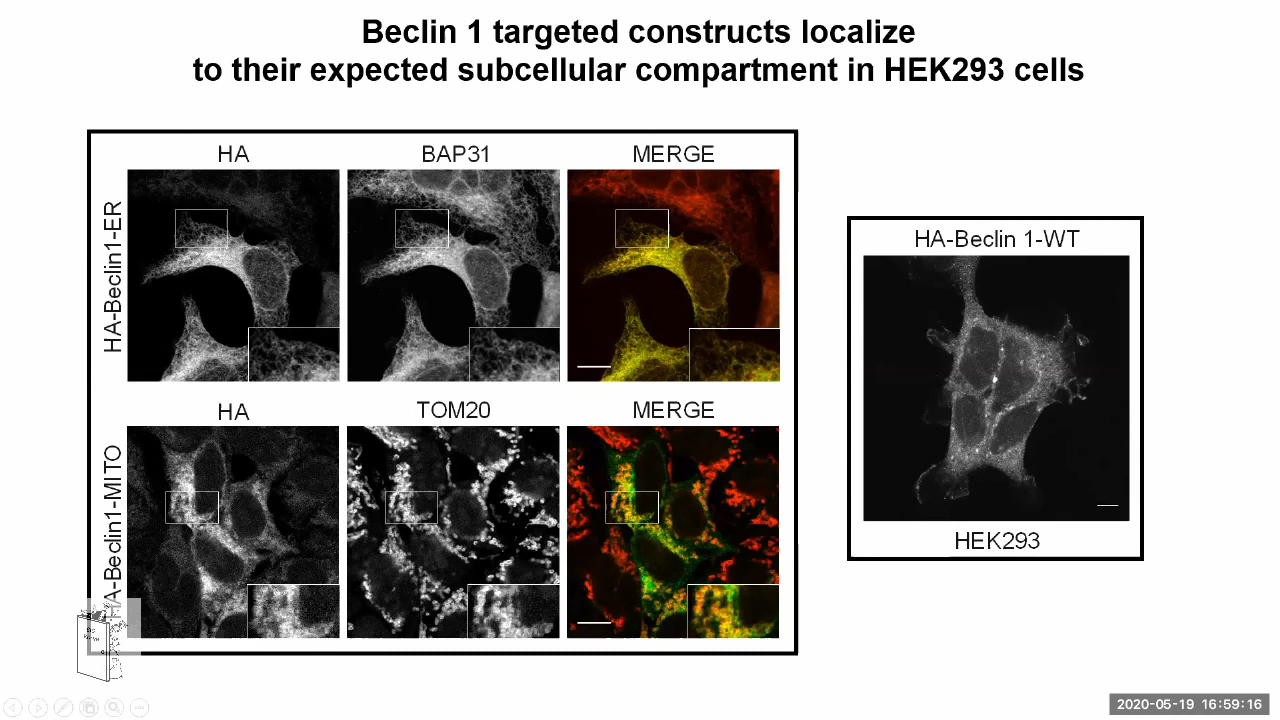 Beclin 1 targeted constructs localize
to their expected subcellular compartment in HEK293 cells
HA
BAP31
MERGE
HA-Beclin1-ER
HA
TOM20
MERGE
HA-Beclin1-MITO
HA-Beclin 1-WT
HEK293
2020-05-19 16:59:16